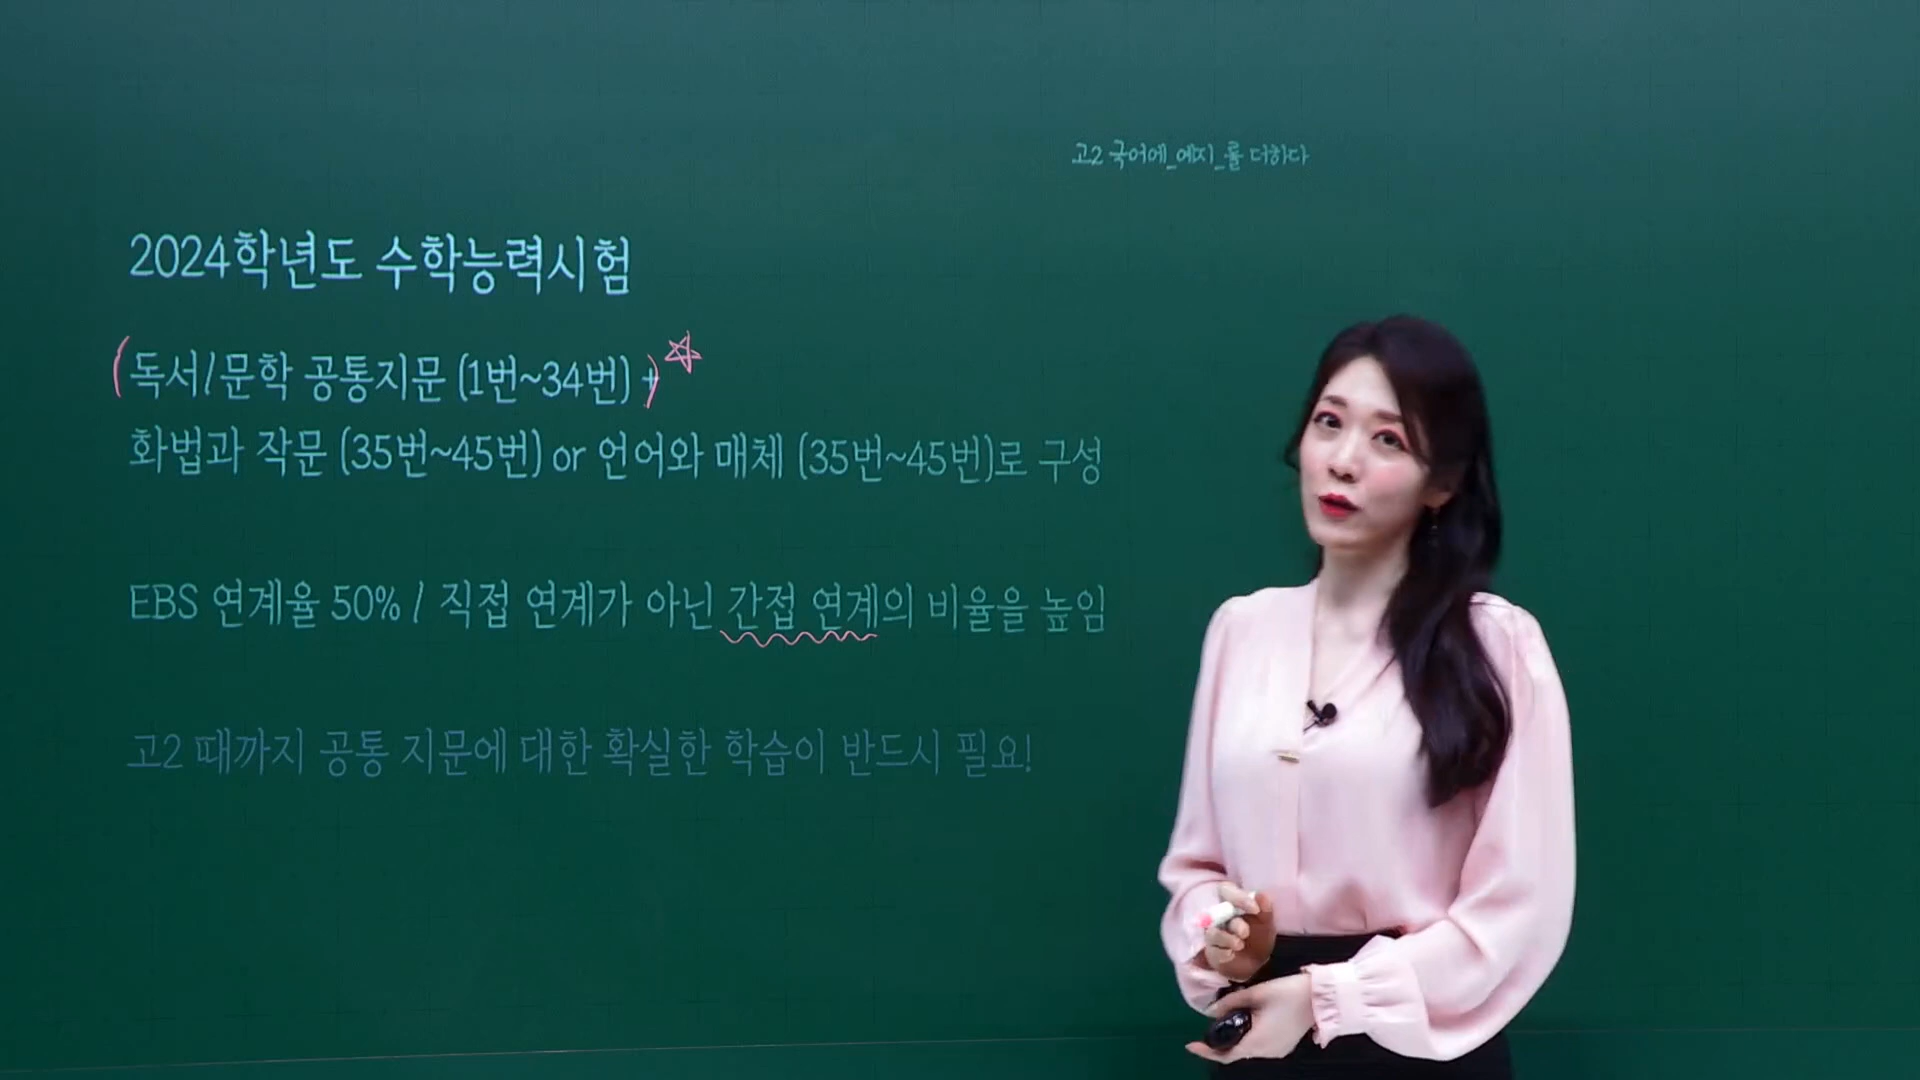 고2 국어에_예지_를 더하다
2024학년도 수학능력시험
(독서/문학 공통지문 (1번~34번) +)☆
화법과 작문 (35번~45번) or 언어와 매체 (35번~45번)로 구성
EBS 연계율 50% / 직접 연계가 아닌 간접 연계의 비율을 높임
고2 때까지 공통 지문에 대한 확실한 학습이 반드시 필요!